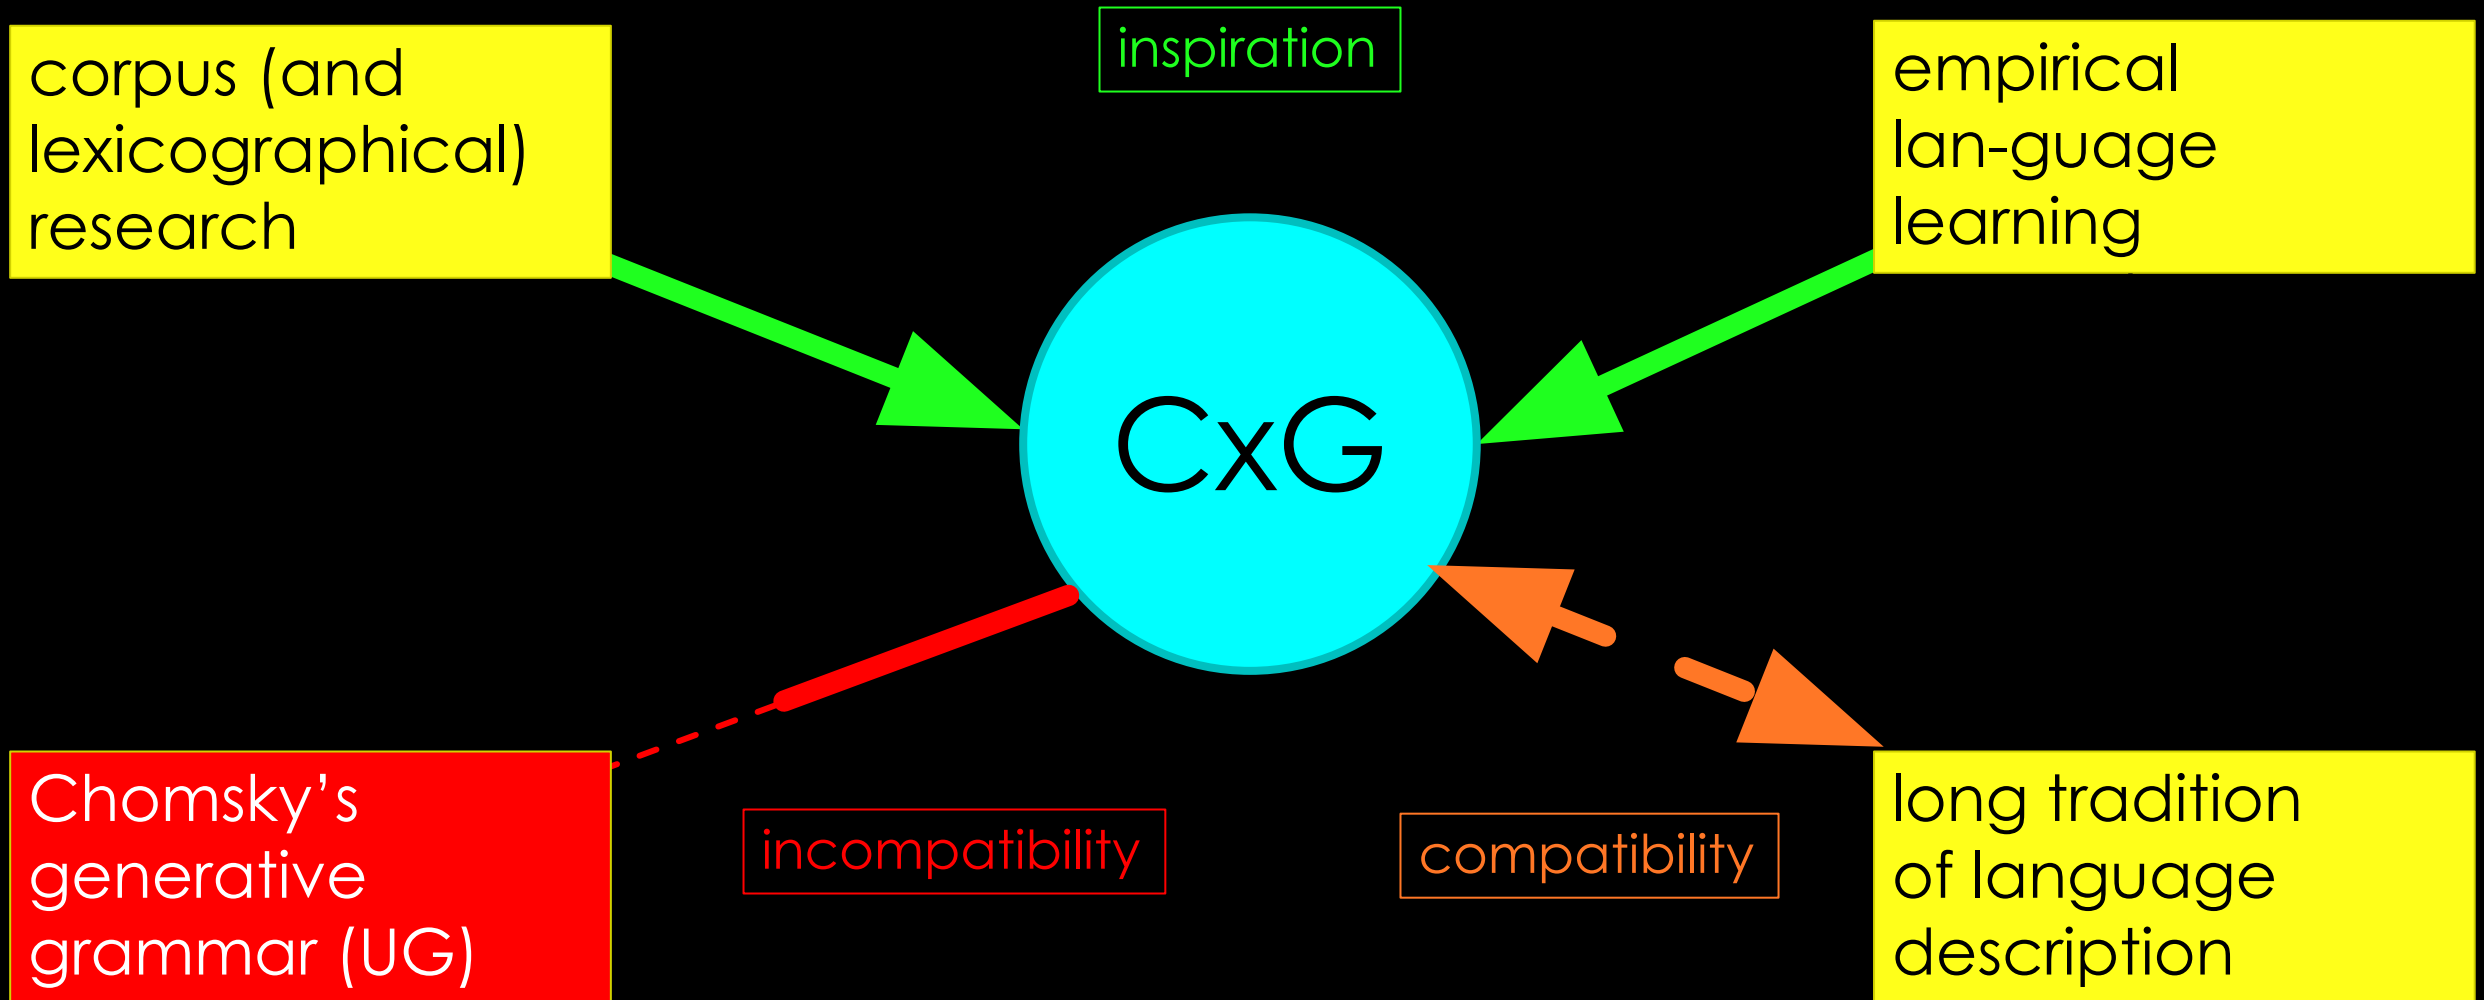 corpus (and
lexicographical)
research
inspiration
empirical
lan-guage
learning
CxG
Chomsky’s
generative
grammar (UG)
incompatibility
compatibility
long tradition
of language
description